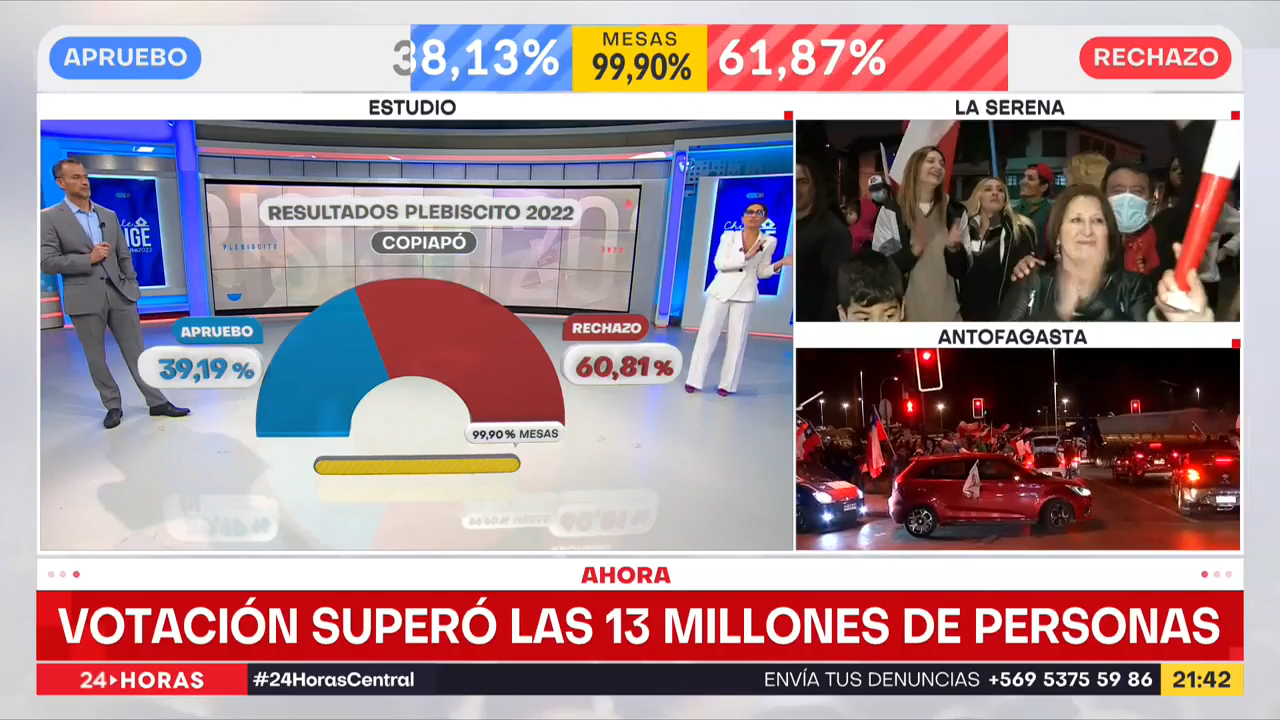 APRUEBO
38,13%
MESAS
99,90%
61,87%
RECHAZO
ESTUDIO
LA SERENA
RESULTADOS PLEBISCITO 2022
COPIAPÓ
PLEBISCITO
2022
APRUEBO
39,19%
RECHAZO
60,81%
99,90% MESAS
ANTOFAGASTA
AHORA
VOTACIÓN SUPERÓ LAS 13 MILLONES DE PERSONAS
24 HORAS
#24HorasCentral
ENVÍA TUS DENUNCIAS +569 5375 59 86
21:42